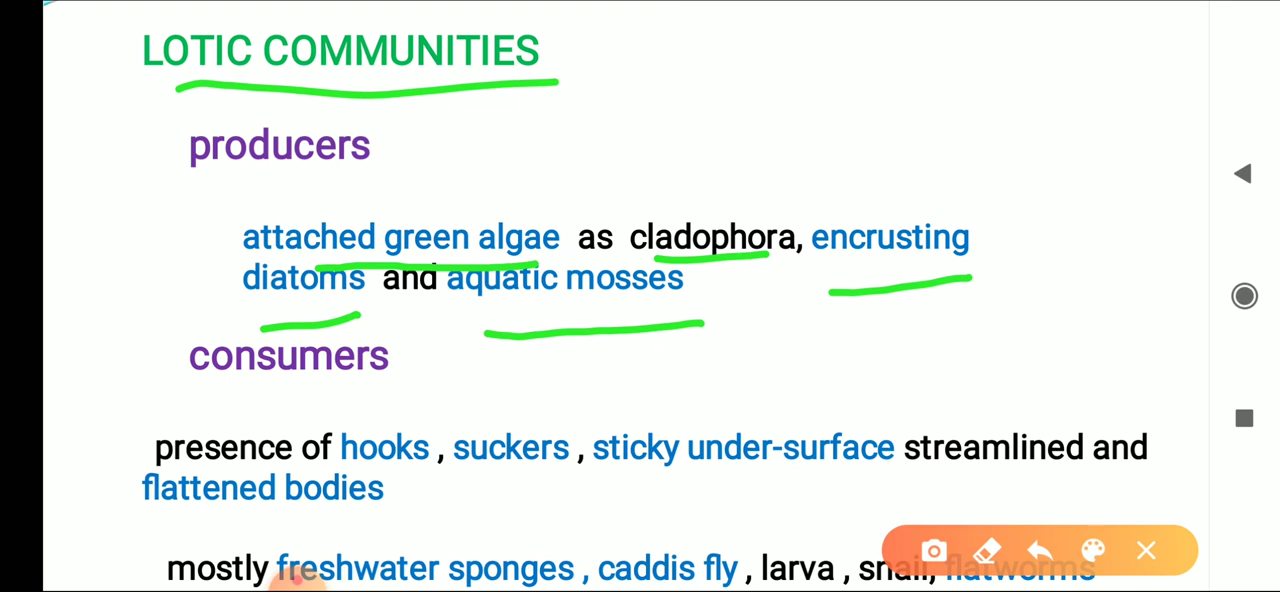 LOTIC COMMUNITIES
producers
attached green algae as cladophora, encrusting
diatoms and aquatic mosses
consumers
presence of hooks , suckers , sticky under-surface streamlined and
flattened bodies
mostly freshwater sponges , caddis fly , larva , snail, flatworms